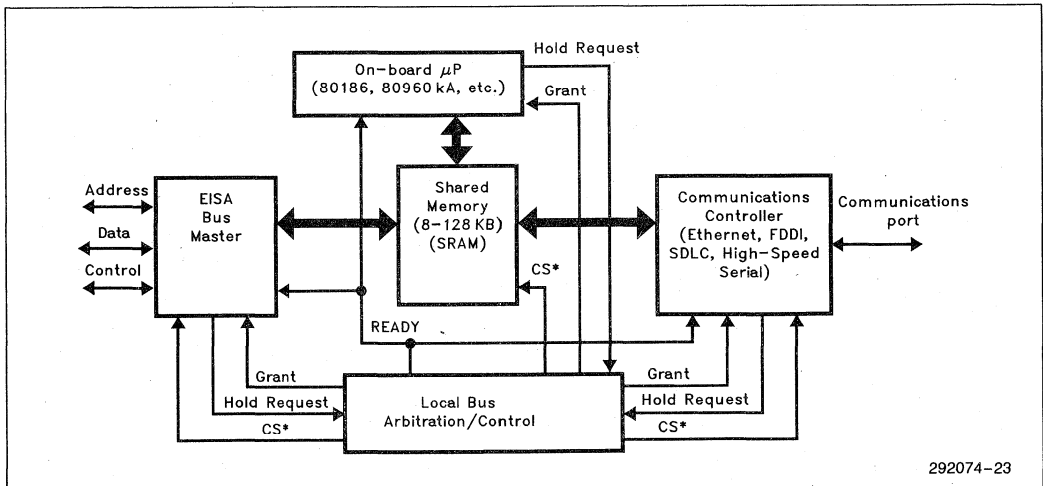 Hold Request
On-board μP
(80186, 80960 kA, etc.)
Grant
Address
Data
Control
EISA
Bus
Master
Shared
Memory
(8-128 KB)
(SRAM)
Communications
Controller
(Ethernet, FDDI,
SDLC, High-Speed
Serial)
Communications
port
CS*
READY
Grant
Hold Request
CS*
Local Bus
Arbitration/Control
Grant
Hold Request
CS*
292074-23